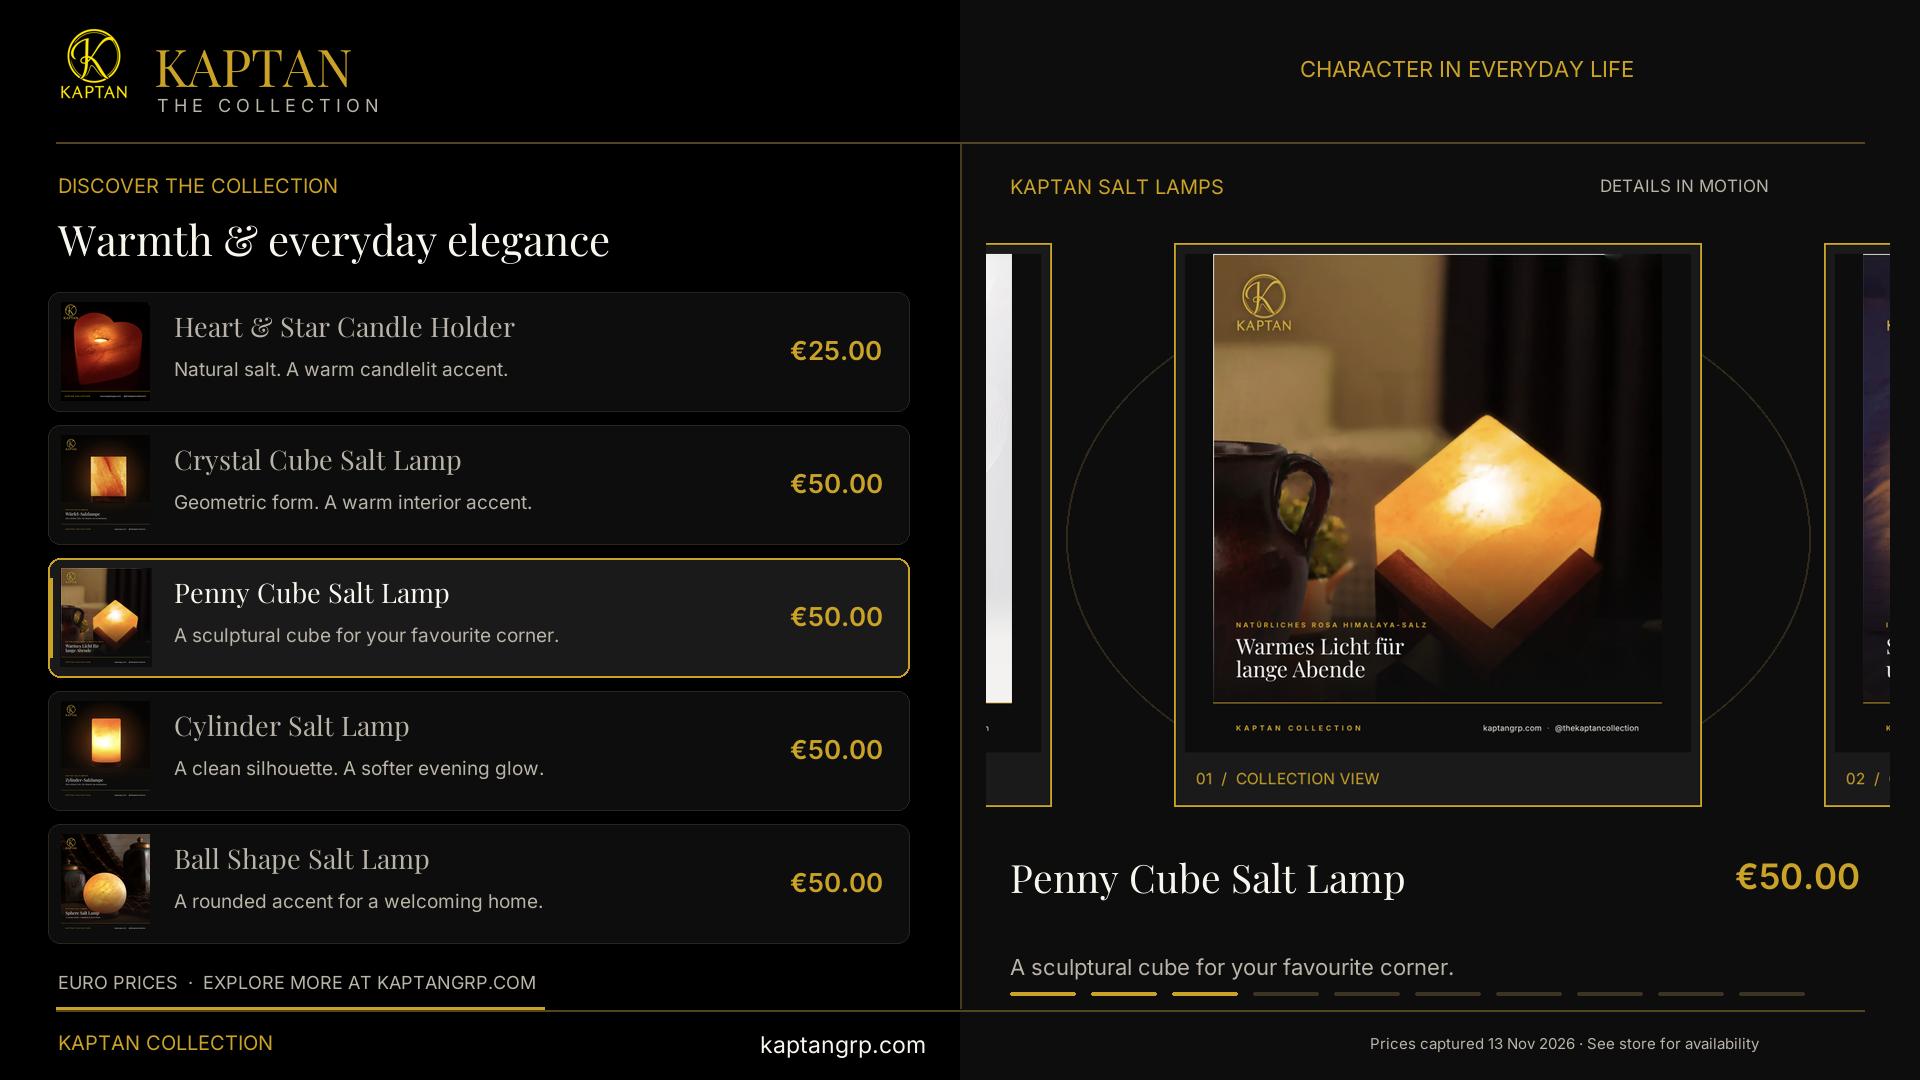 KAPTAN
KAPTAN
THE COLLECTION
CHARACTER IN EVERYDAY LIFE
DISCOVER THE COLLECTION
Warmth & everyday elegance
Heart & Star Candle Holder
Natural salt. A warm candlelit accent.
€25.00
Crystal Cube Salt Lamp
Geometric form. A warm interior accent.
€50.00
Penny Cube Salt Lamp
A sculptural cube for your favourite corner.
€50.00
Cylinder Salt Lamp
A clean silhouette. A softer evening glow.
€50.00
Ball Shape Salt Lamp
A rounded accent for a welcoming home.
€50.00
EURO PRICES · EXPLORE MORE AT KAPTANGRP.COM
KAPTAN SALT LAMPS
DETAILS IN MOTION
KAPTAN
NATÜRLICHES ROSA HIMALAYA-SALZ
Warmes Licht für
lange Abende
KAPTAN COLLECTION
kaptangrp.com · @thekaptancollection
01 / COLLECTION VIEW
02 /
Penny Cube Salt Lamp
€50.00
A sculptural cube for your favourite corner.
KAPTAN COLLECTION
kaptangrp.com
Prices captured 13 Nov 2026 · See store for availability